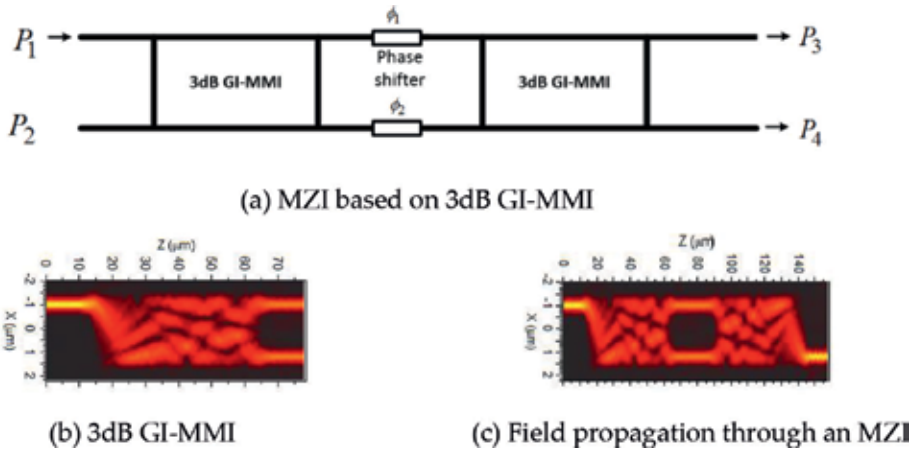 P₁ ϕ₁ P₃
Phase shifter
3dB GI-MMI 3dB GI-MMI
P₂ ϕ₂ P₄
(a) MZI based on 3dB GI-MMI
Z (μm) Z (μm)
0 10 20 30 40 50 60 70 0 20 40 60 80 100 120 140
X (μm) -2 -1 0 1 2 X (μm) -2 -1 0 1 2
(b) 3dB GI-MMI (c) Field propagation through an MZI